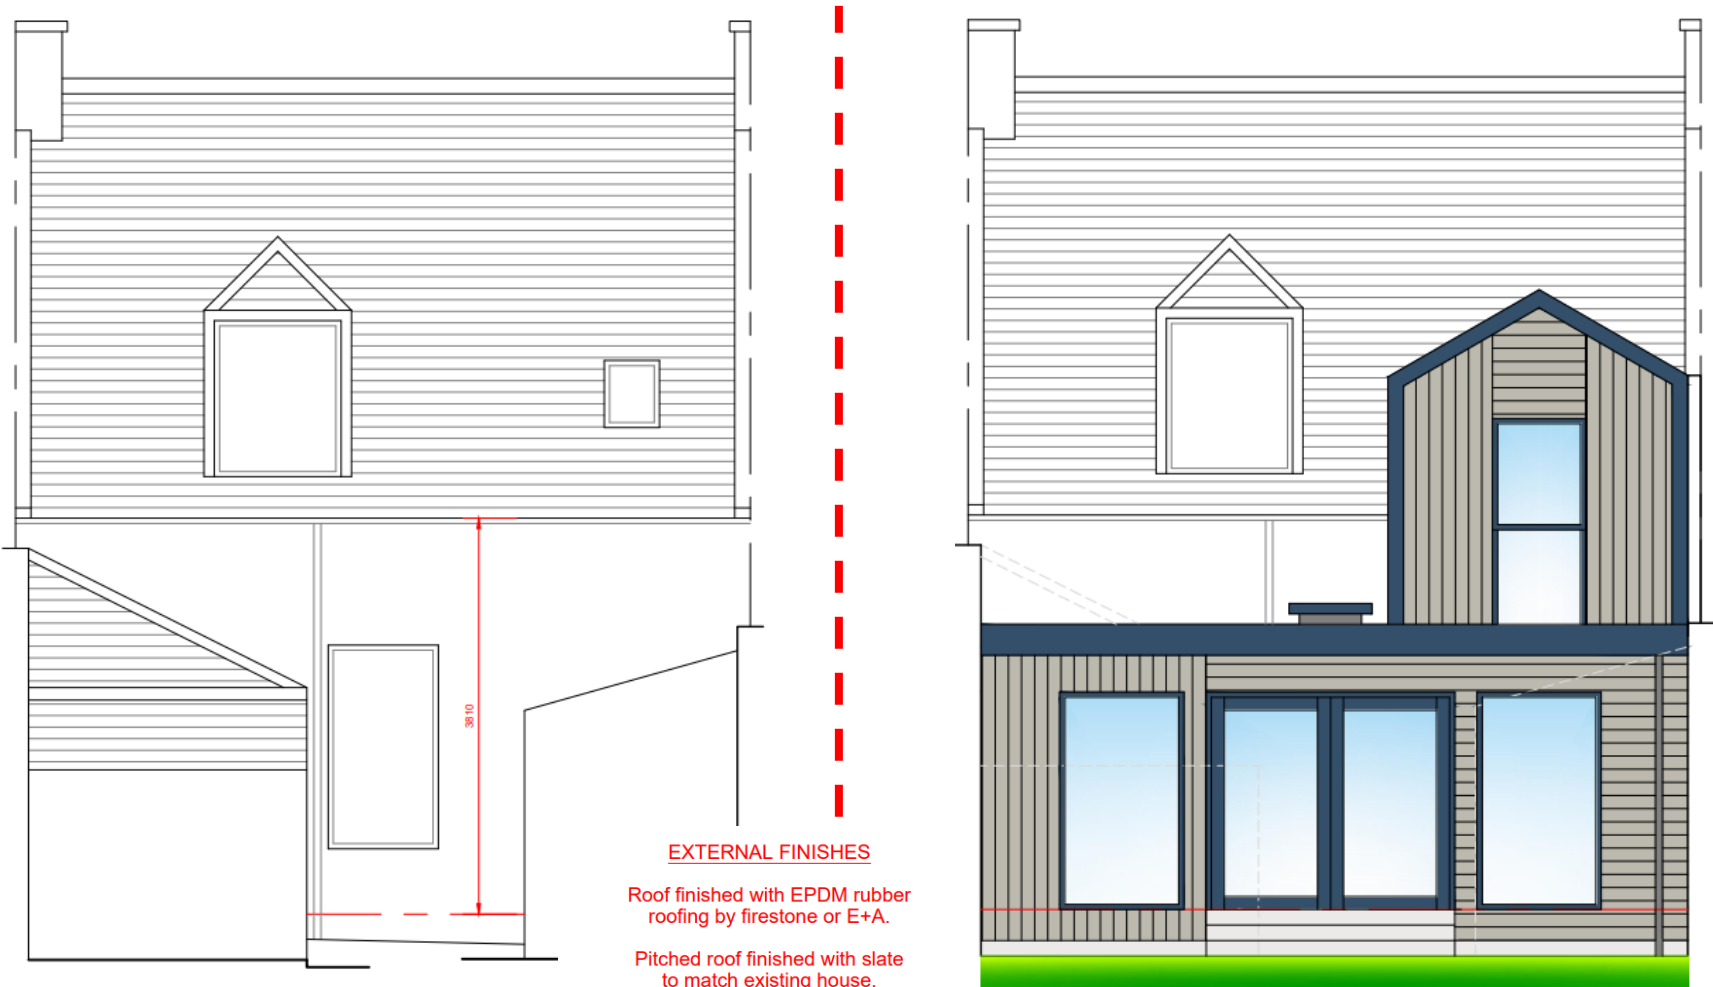 3810
EXTERNAL FINISHES
Roof finished with EPDM rubber
roofing by firestone or E+A.
Pitched roof finished with slate
to match existing house.